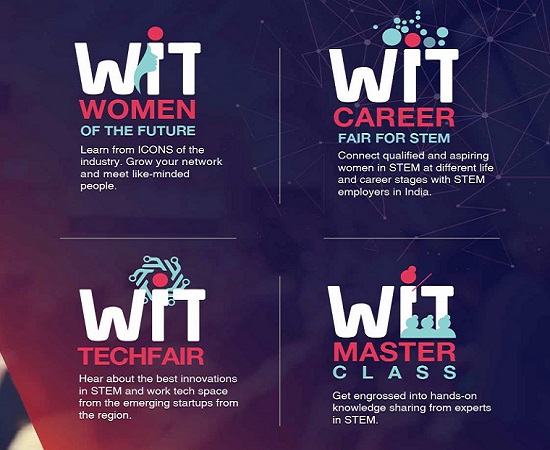 WiT
WOMEN
OF THE FUTURE
Learn from ICONS of the
industry. Grow your network
and meet like-minded
people.
WiT
CAREER
FAIR FOR STEM
Connect qualified and aspiring
women in STEM at different life
and career stages with STEM
employers in India.
WiT
TECHFAIR
Hear about the best innovations
in STEM and work tech space
from the emerging startups from
the region.
WiT
MASTER
CLASS
Get engrossed into hands-on
knowledge sharing from experts
in STEM.